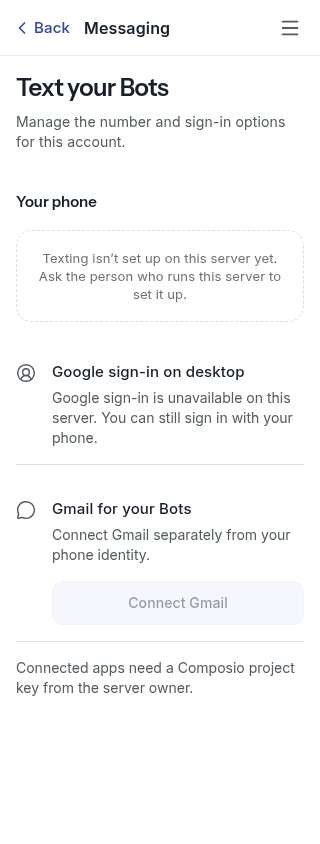 Back Messaging
Text your Bots
Manage the number and sign-in options
for this account.
Your phone
Texting isn’t set up on this server yet.
Ask the person who runs this server to
set it up.
Google sign-in on desktop
Google sign-in is unavailable on this
server. You can still sign in with your
phone.
Gmail for your Bots
Connect Gmail separately from your
phone identity.
Connect Gmail
Connected apps need a Composio project
key from the server owner.